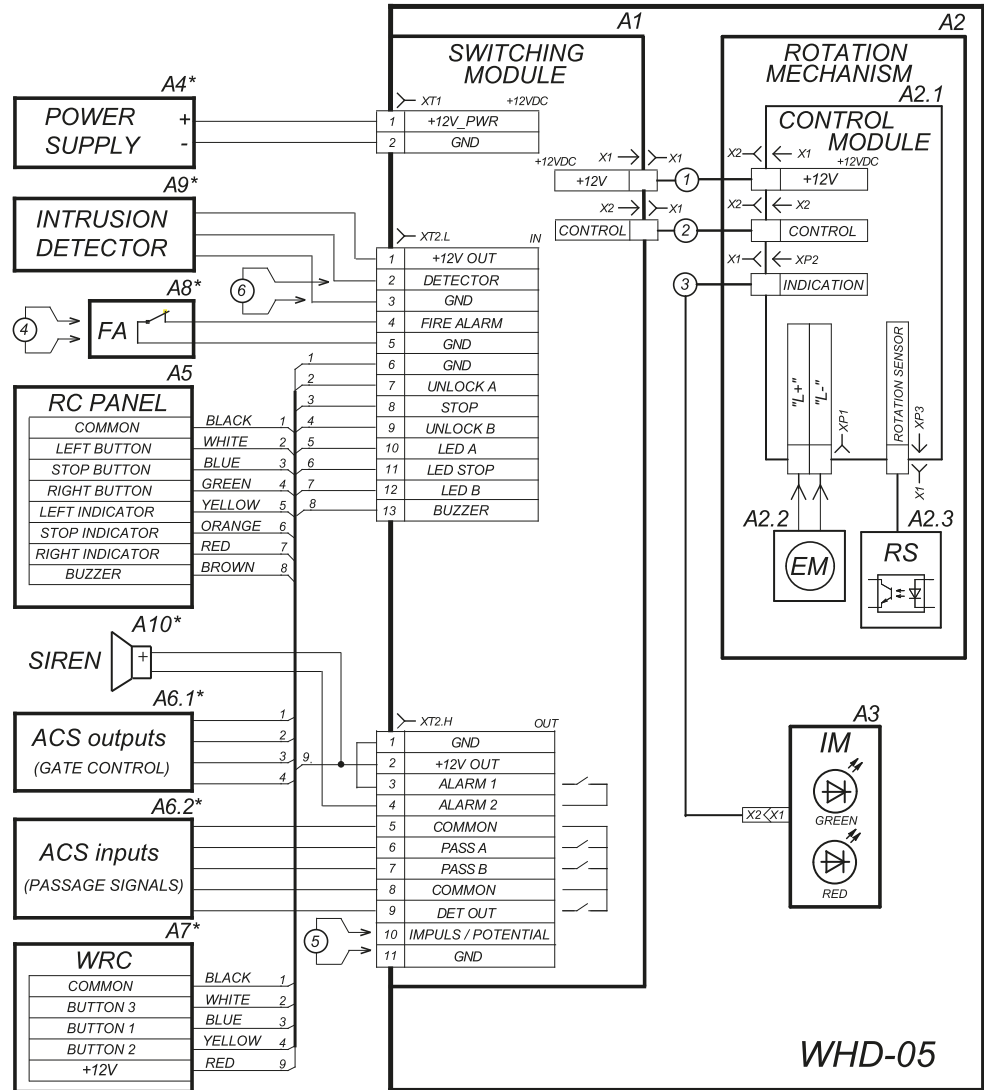 A1
A2
SWITCHING
MODULE
ROTATION
MECHANISM
A2.1
CONTROL
MODULE
A4*
POWER
SUPPLY
+
-
XT1 +12VDC
1 +12V_PWR
2 GND
+12VDC X1 X1
+12V
1
X2 X1
+12VDC
+12V
X2 X1
CONTROL
2
X2 X2
CONTROL
X1 XP2
3
INDICATION
A9*
INTRUSION
DETECTOR
6
A8*
4
FA
XT2.L IN
1 +12V OUT
2 DETECTOR
3 GND
4 FIRE ALARM
5 GND
6 GND
7 UNLOCK A
8 STOP
9 UNLOCK B
10 LED A
11 LED STOP
12 LED B
13 BUZZER
1
2
3
4
5
6
7
8
A5
RC PANEL
COMMON BLACK 1
LEFT BUTTON WHITE 2
STOP BUTTON BLUE 3
RIGHT BUTTON GREEN 4
LEFT INDICATOR YELLOW 5
STOP INDICATOR ORANGE 6
RIGHT INDICATOR RED 7
BUZZER BROWN 8
"L+"
"L-"
XP1
ROTATION SENSOR
XP3
X1
A2.2
EM
A2.3
RS
A10*
SIREN
+
A6.1*
ACS outputs
(GATE CONTROL)
1
2
3
4
9
XT2.H OUT
1 GND
2 +12V OUT
3 ALARM 1
4 ALARM 2
5 COMMON
6 PASS A
7 PASS B
8 COMMON
9 DET OUT
10 IMPULS / POTENTIAL
11 GND
5
A6.2*
ACS inputs
(PASSAGE SIGNALS)
A3
IM
GREEN
RED
X2 X1
A7*
WRC
COMMON BLACK 1
BUTTON 3 WHITE 2
BUTTON 1 BLUE 3
BUTTON 2 YELLOW 4
+12V RED 9
WHD-05